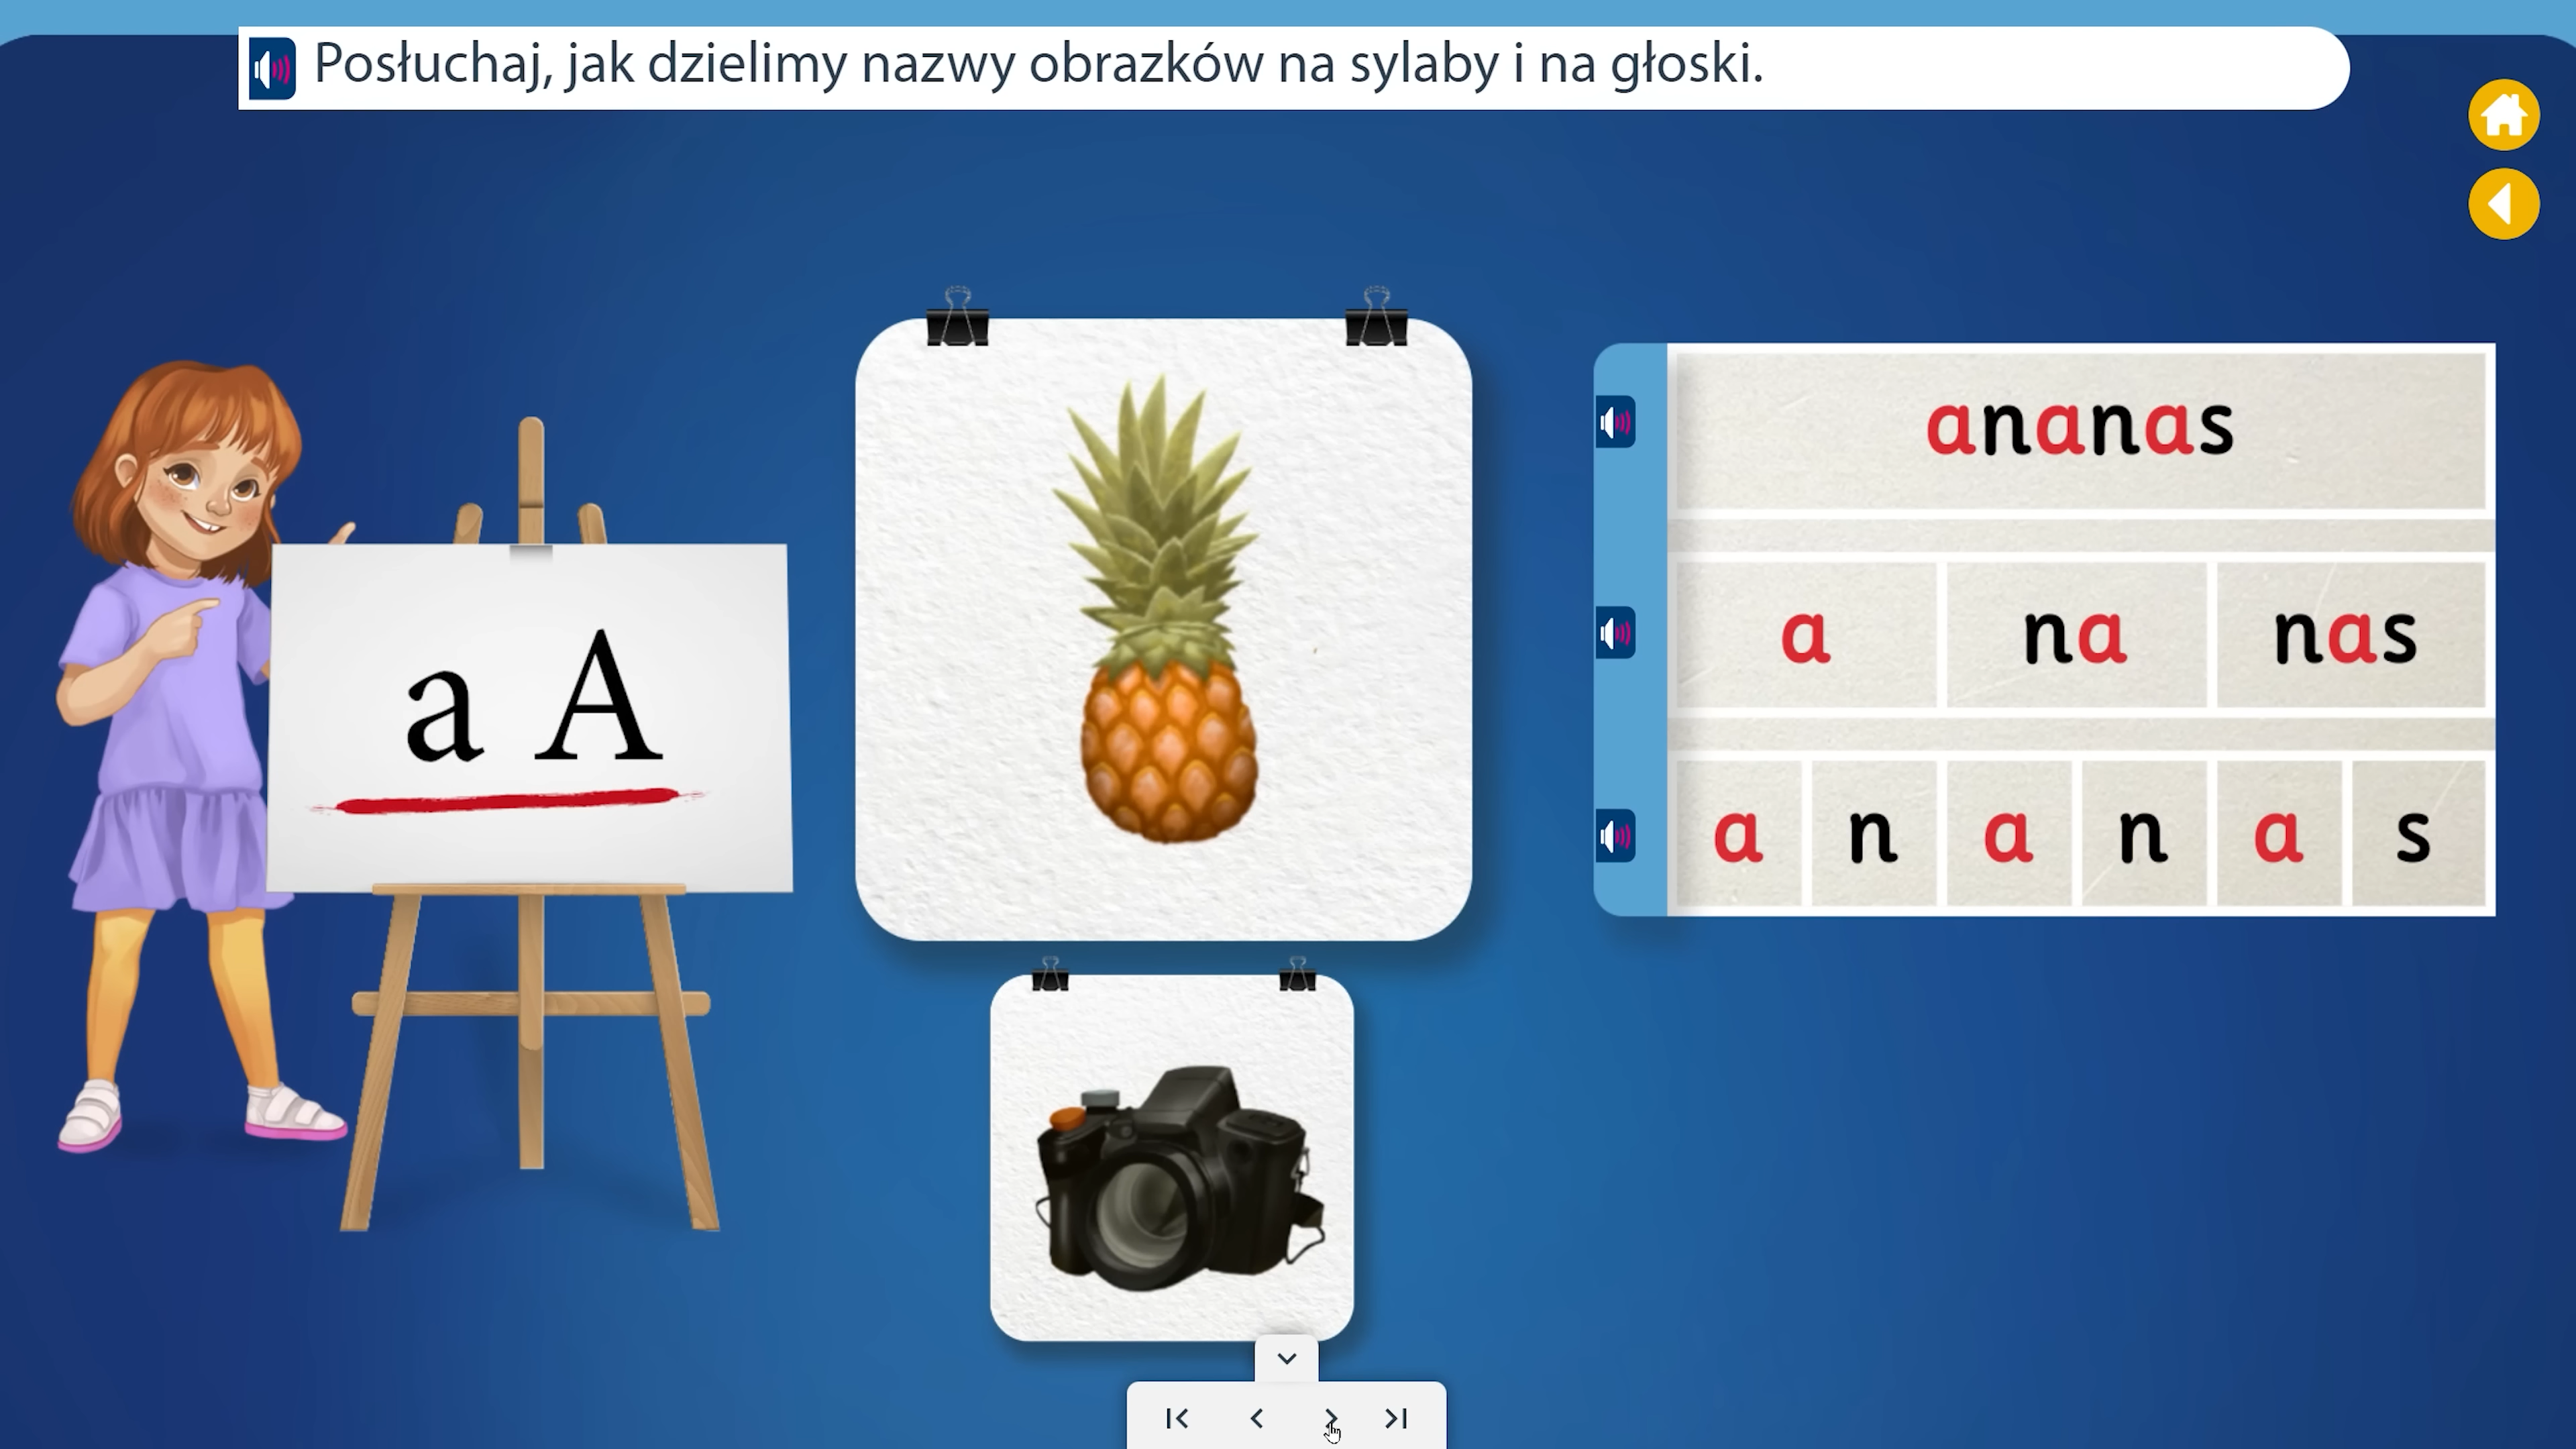 Posłuchaj, jak dzielimy nazwy obrazków na sylaby i na głoski.
a A
ananas
a na nas
a n a n a s